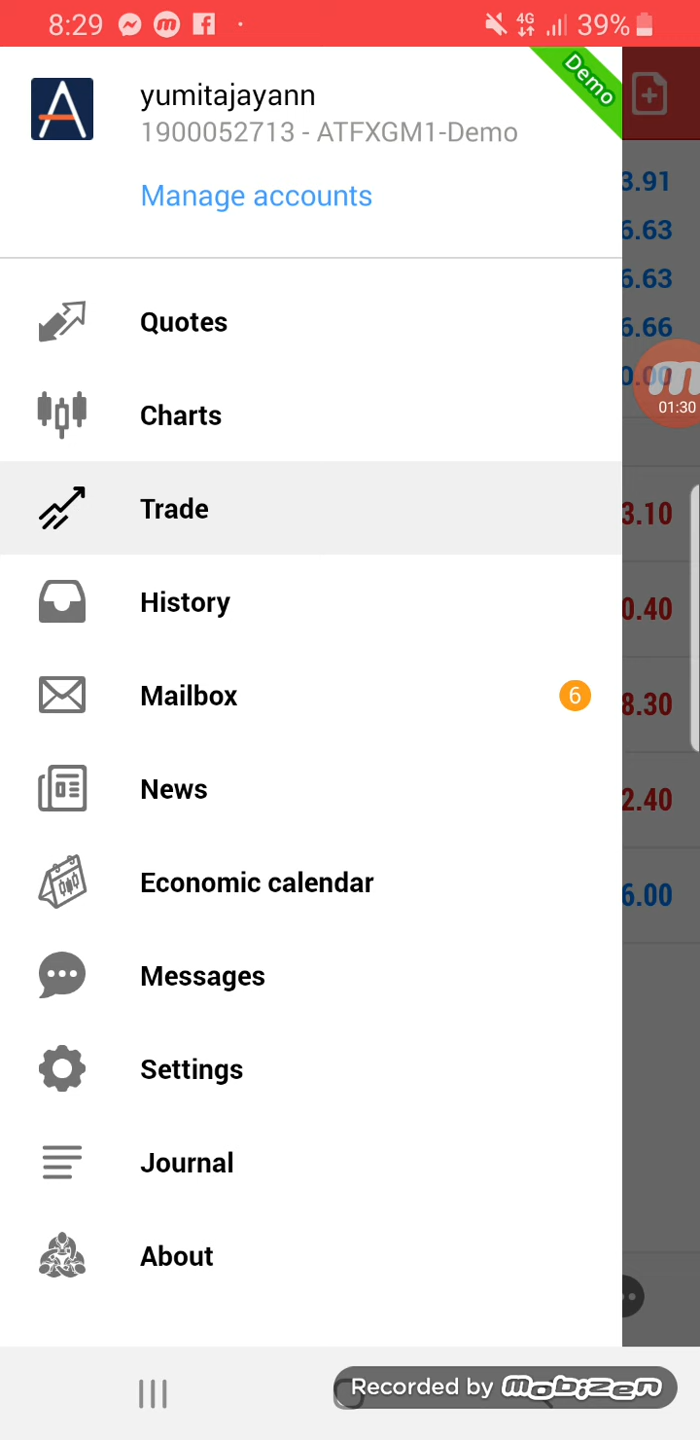 8:29 4G 39%
Demo
yumitajayann
1900052713 - ATFXGM1-Demo
Manage accounts
3.91
6.63
6.63
6.66
0.00
01:30
Quotes
Charts
Trade
3.10
History
0.40
Mailbox
6
8.30
News
2.40
Economic calendar
6.00
Messages
Settings
Journal
About
Recorded by mobizen